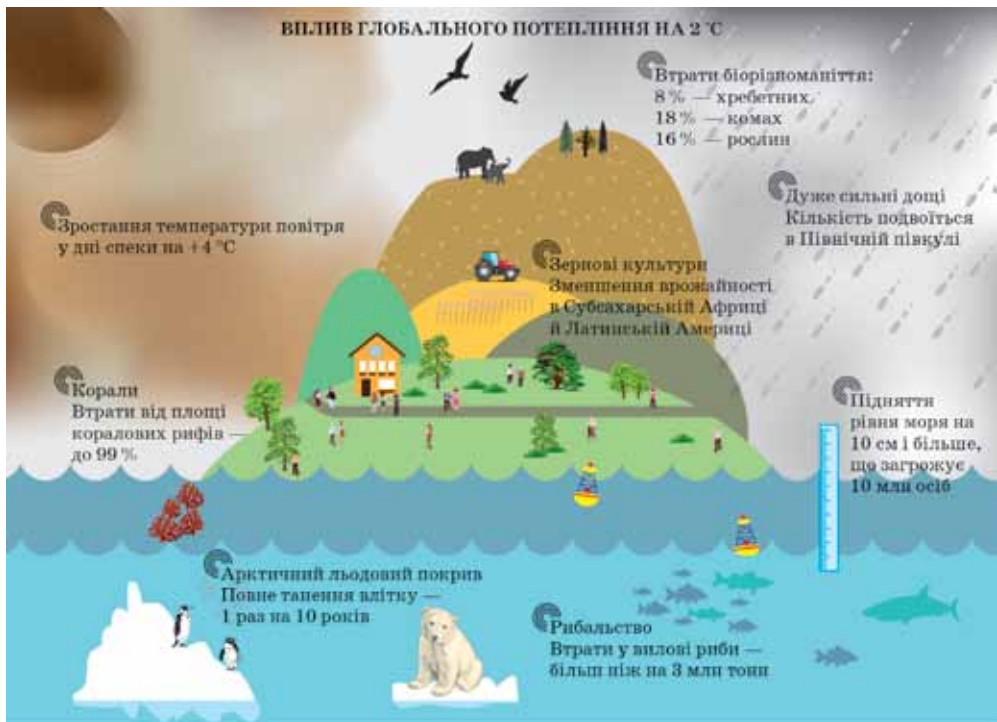 ВПЛИВ ГЛОБАЛЬНОГО ПОТЕПЛІННЯ НА 2 °С
Втрати біорізноманіття:
8 % — хребетних,
18 % — комах
16 % — рослин
Зростання температури повітря
у дні спеки на +4 °С
Дуже сильні дощі
Кількість подвоїться
в Північній півкулі
Зернові культури
Зменшення врожайності
в Субсахарській Африці
й Латинській Америці
Корали
Втрати від площі
коралових рифів —
до 99 %
Підняття
рівня моря на
10 см і більше,
що загрожує
10 млн осіб
Арктичний льодовий покрив
Повне танення влітку —
1 раз на 10 років
Рибальство
Втрати у вилові риби —
більш ніж на 3 млн тонн